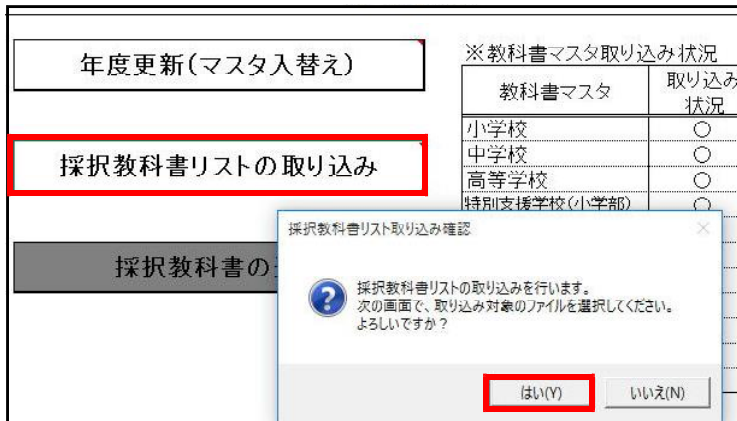 年度更新(マスタ入替え)
採択教科書リストの取り込み
採択教科書の
※教科書マスタ取り込み状況
教科書マスタ
取り込み
状況
小学校 ○
中学校 ○
高等学校 ○
特別支援学校(小学部) ○
採択教科書リスト取り込み確認
採択教科書リストの取り込みを行います。
次の画面で、取り込み対象のファイルを選択してください。
よろしいですか？
はい(Y)
いいえ(N)